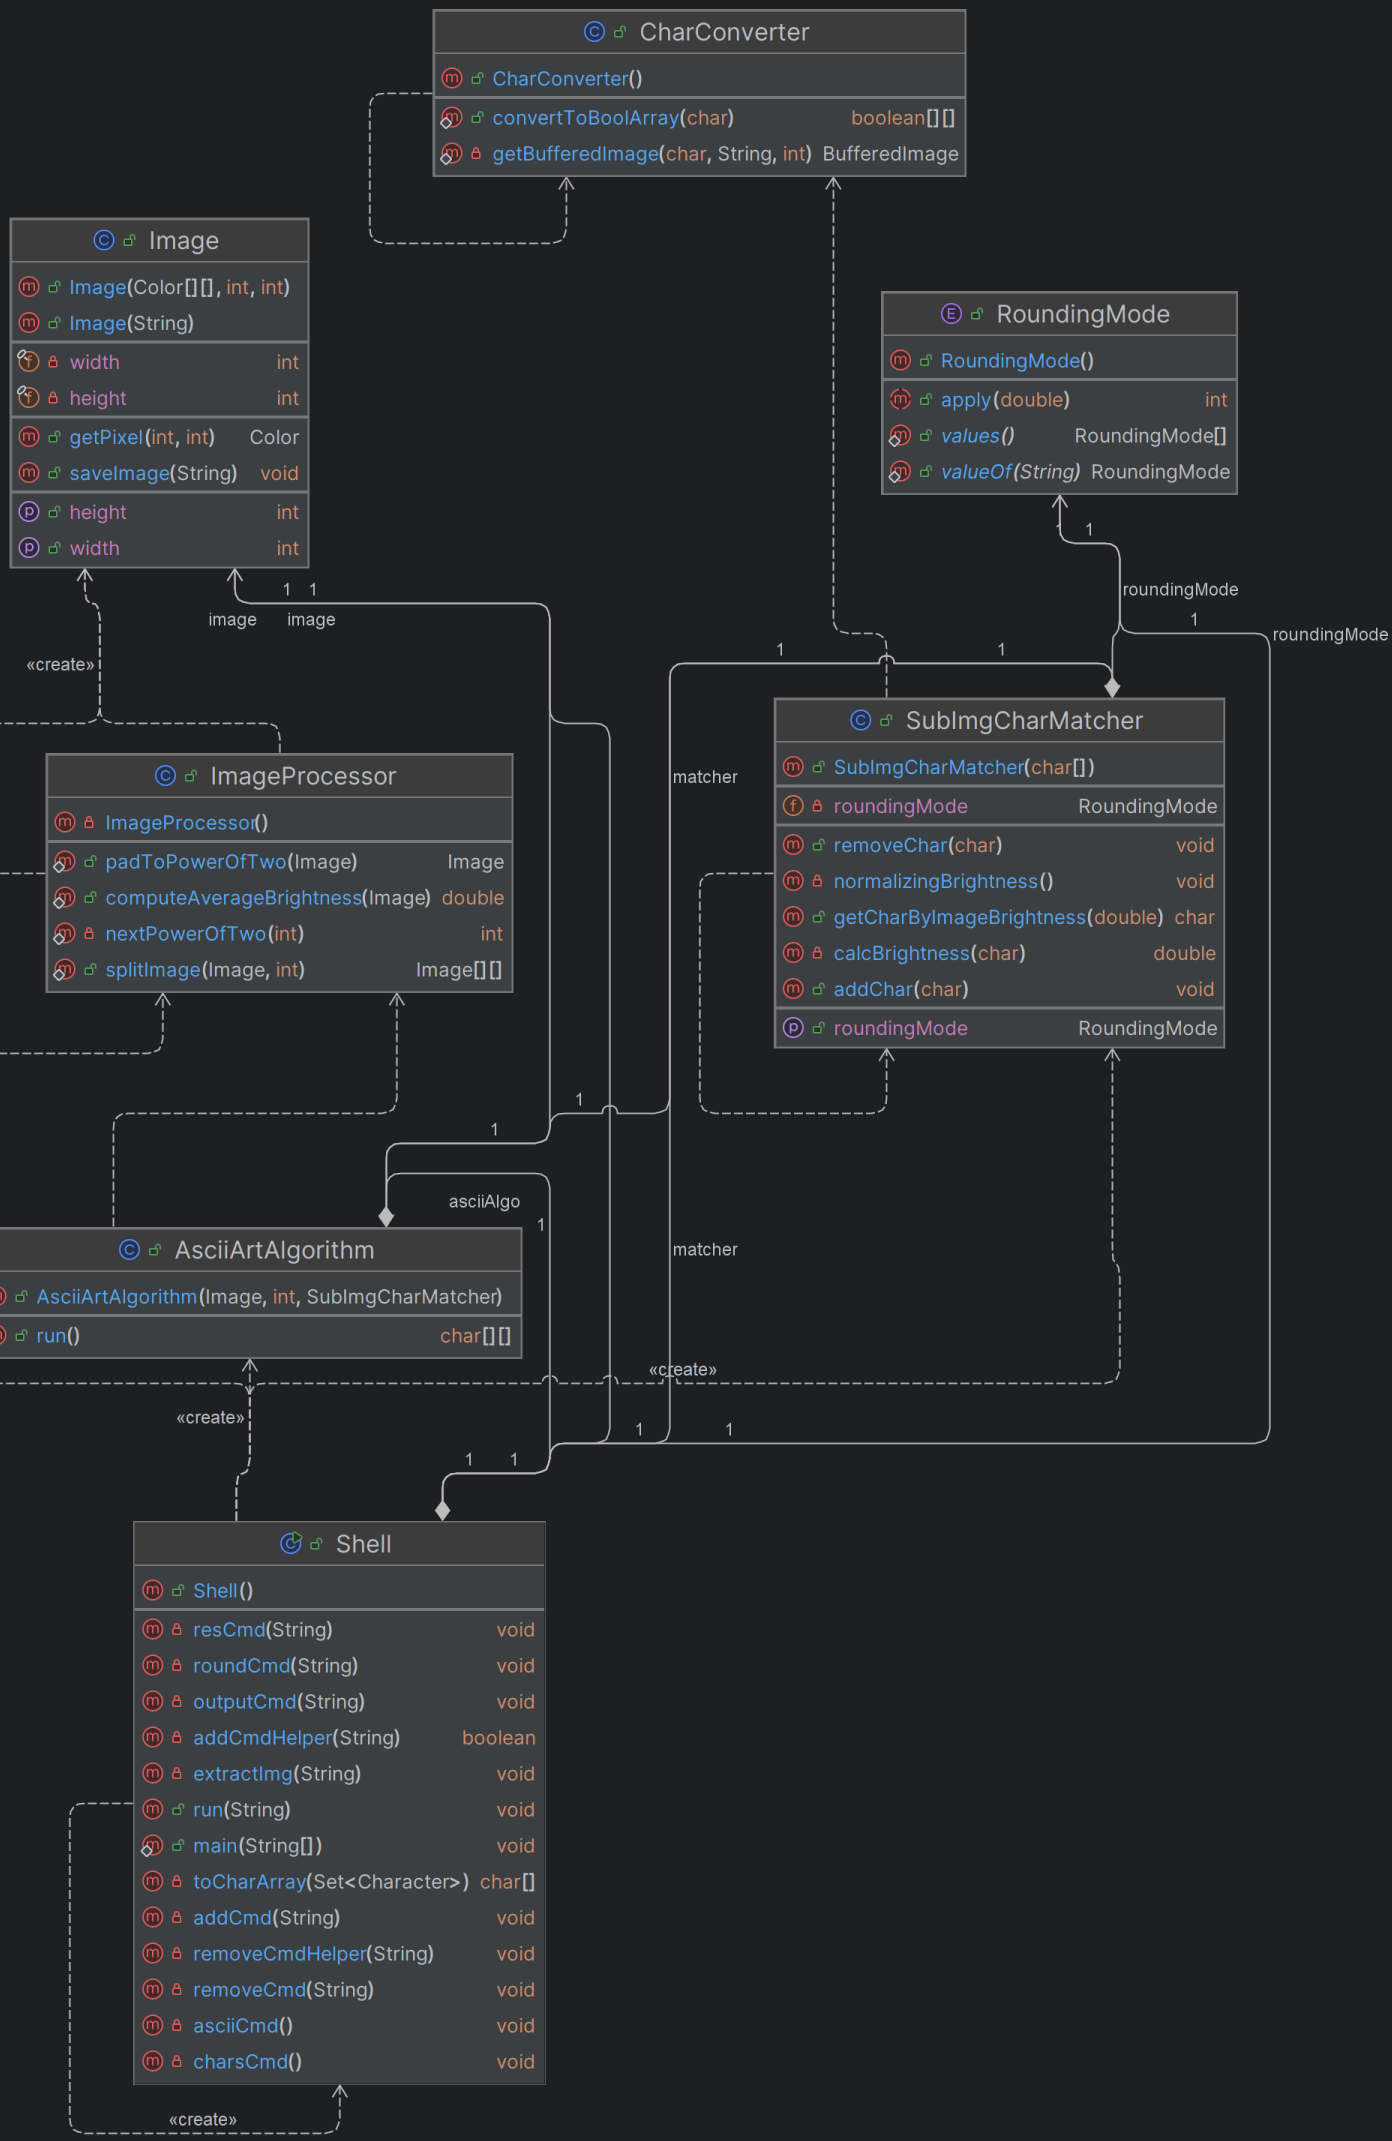 CharConverter
CharConverter()
convertToBoolArray(char) boolean[][]
getBufferedImage(char, String, int) BufferedImage
Image
Image(Color[][], int, int)
Image(String)
width int
height int
getPixel(int, int) Color
saveImage(String) void
height int
width int
RoundingMode
RoundingMode()
apply(double) int
values() RoundingMode[]
valueOf(String) RoundingMode
1 1
roundingMode
1
roundingMode
1 1
image image
«create»
1 1
matcher
ImageProcessor
ImageProcessor()
padToPowerOfTwo(Image) Image
computeAverageBrightness(Image) double
nextPowerOfTwo(int) int
splitImage(Image, int) Image[][]
SubImgCharMatcher
SubImgCharMatcher(char[])
roundingMode RoundingMode
removeChar(char) void
normalizingBrightness() void
getCharByImageBrightness(double) char
calcBrightness(char) double
addChar(char) void
roundingMode RoundingMode
1
1
asciiAlgo
1
matcher
AsciiArtAlgorithm
AsciiArtAlgorithm(Image, int, SubImgCharMatcher)
run() char[][]
«create»
«create»
1 1
1 1
Shell
Shell()
resCmd(String) void
roundCmd(String) void
outputCmd(String) void
addCmdHelper(String) boolean
extractImg(String) void
run(String) void
main(String[]) void
toCharArray(Set<Character>) char[]
addCmd(String) void
removeCmdHelper(String) void
removeCmd(String) void
asciiCmd() void
charsCmd() void
«create»